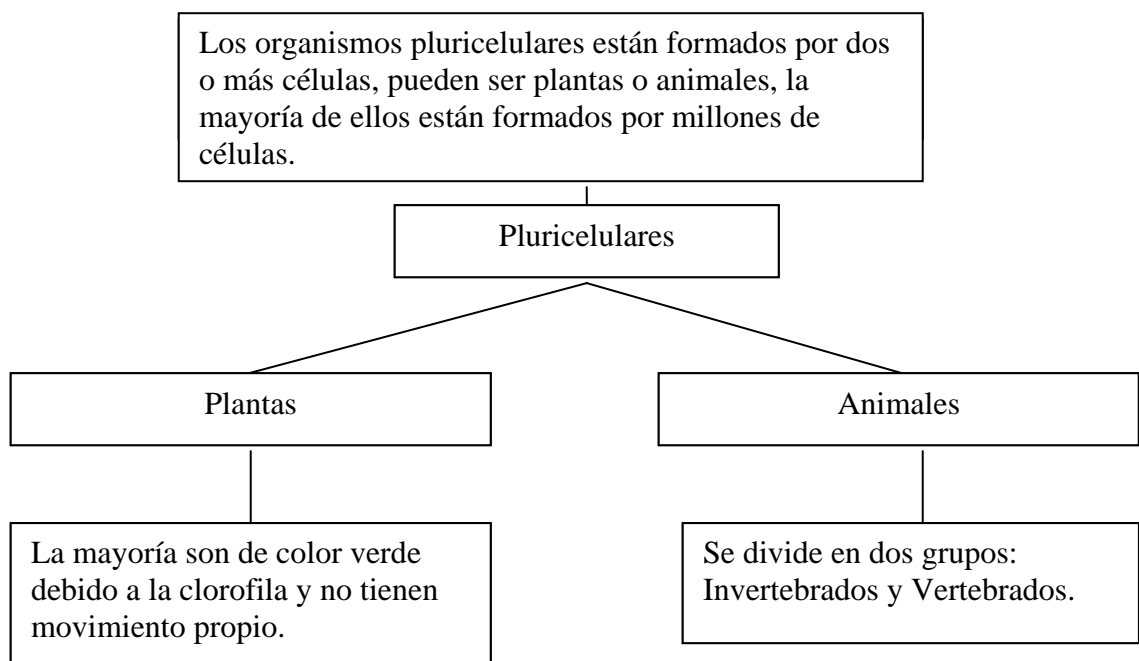 Los organismos pluricelulares están formados por dos
o más células, pueden ser plantas o animales, la
mayoría de ellos están formados por millones de
células.
Pluricelulares
Plantas
Animales
La mayoría son de color verde
debido a la clorofila y no tienen
movimiento propio.
Se divide en dos grupos:
Invertebrados y Vertebrados.